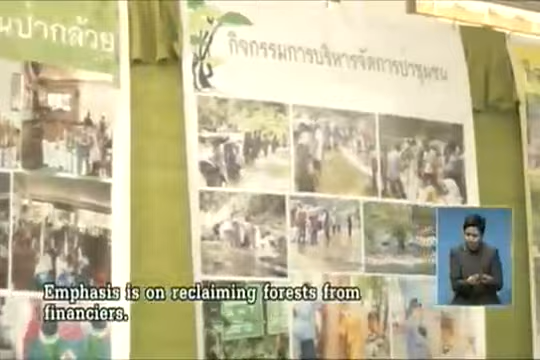 นป่ากล้วย
กิจกรรมการบริหารจัดการป่าชุมชน
Emphasis is on reclaiming forests from
financiers.